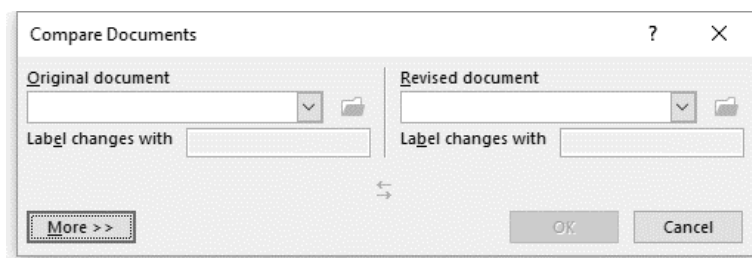 Compare Documents ? ×
Original document Revised document
Label changes with Label changes with
More >> OK Cancel